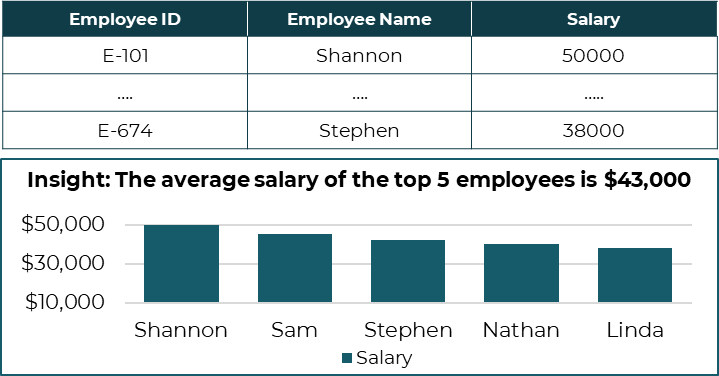 Employee ID Employee Name Salary
E-101 Shannon 50000
.... .... .....
E-674 Stephen 38000
Insight: The average salary of the top 5 employees is $43,000
$50,000
$30,000
$10,000
Shannon Sam Stephen Nathan Linda
Salary